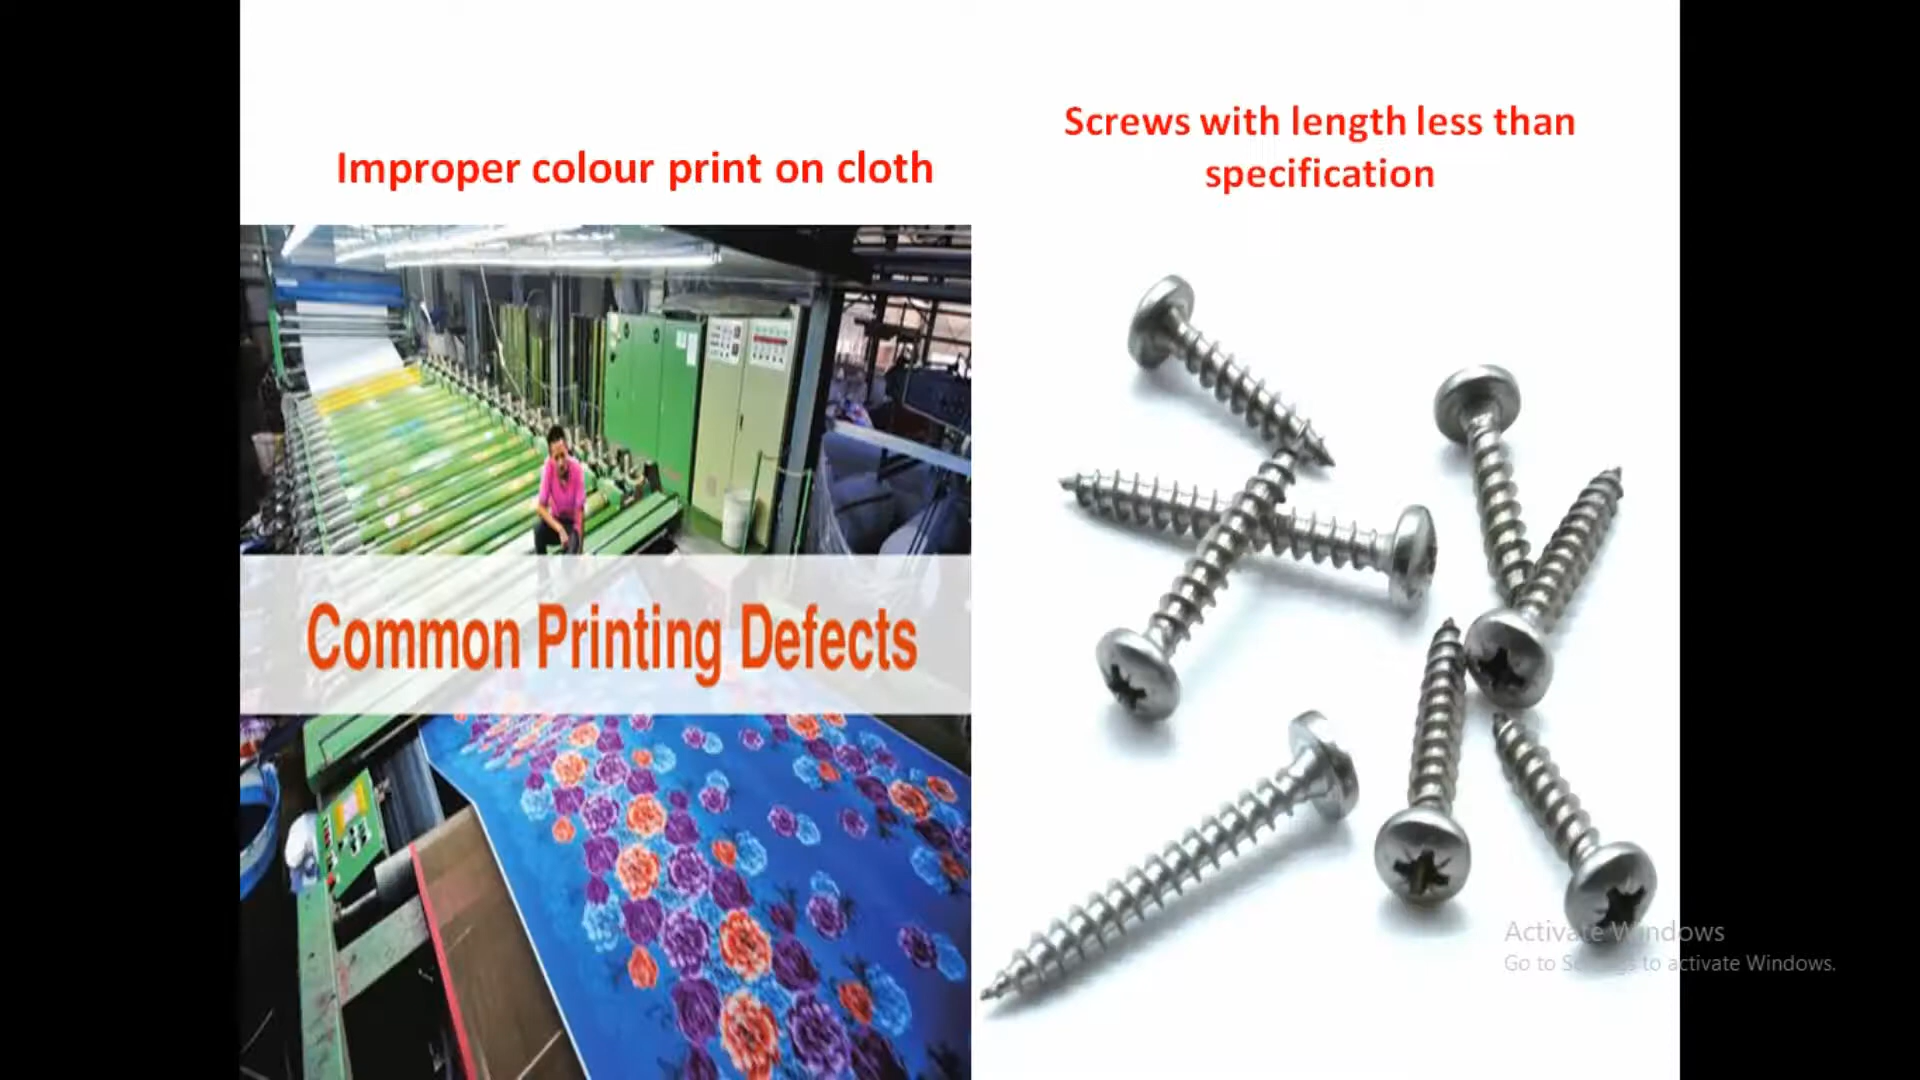 Improper colour print on cloth
Common Printing Defects
Screws with length less than
specification
Activate Windows
Go to Settings to activate Windows.